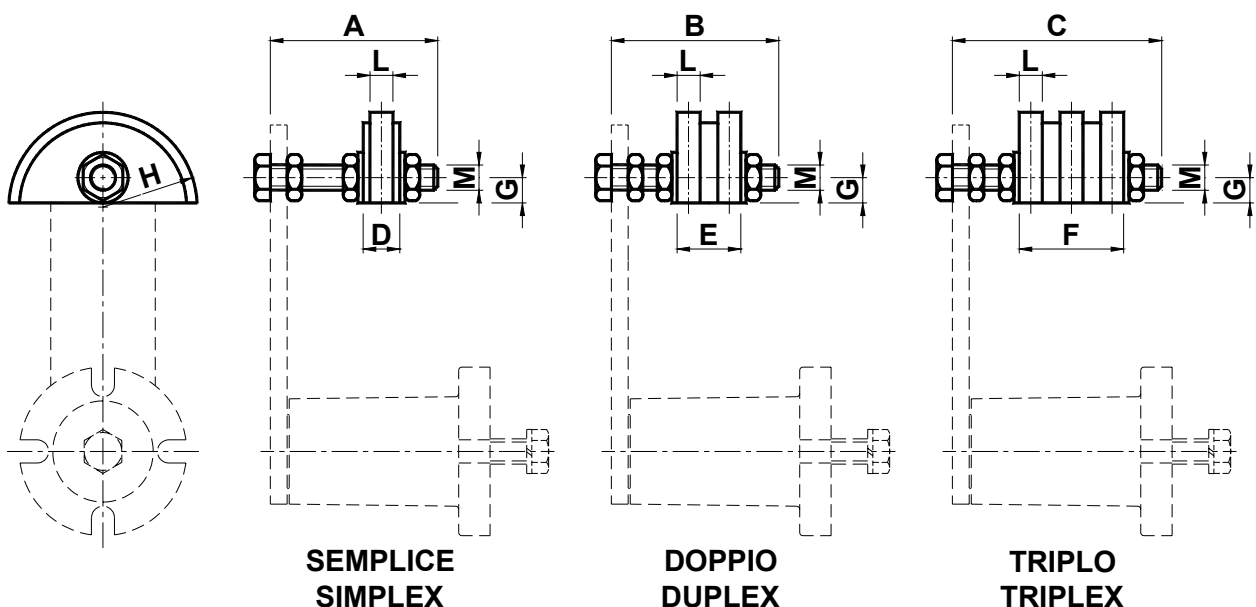 A
B
C
L
L
L
H
M
G
M
G
M
G
D
E
F
SEMPLICE
SIMPLEX
DOPPIO
DUPLEX
TRIPLO
TRIPLEX